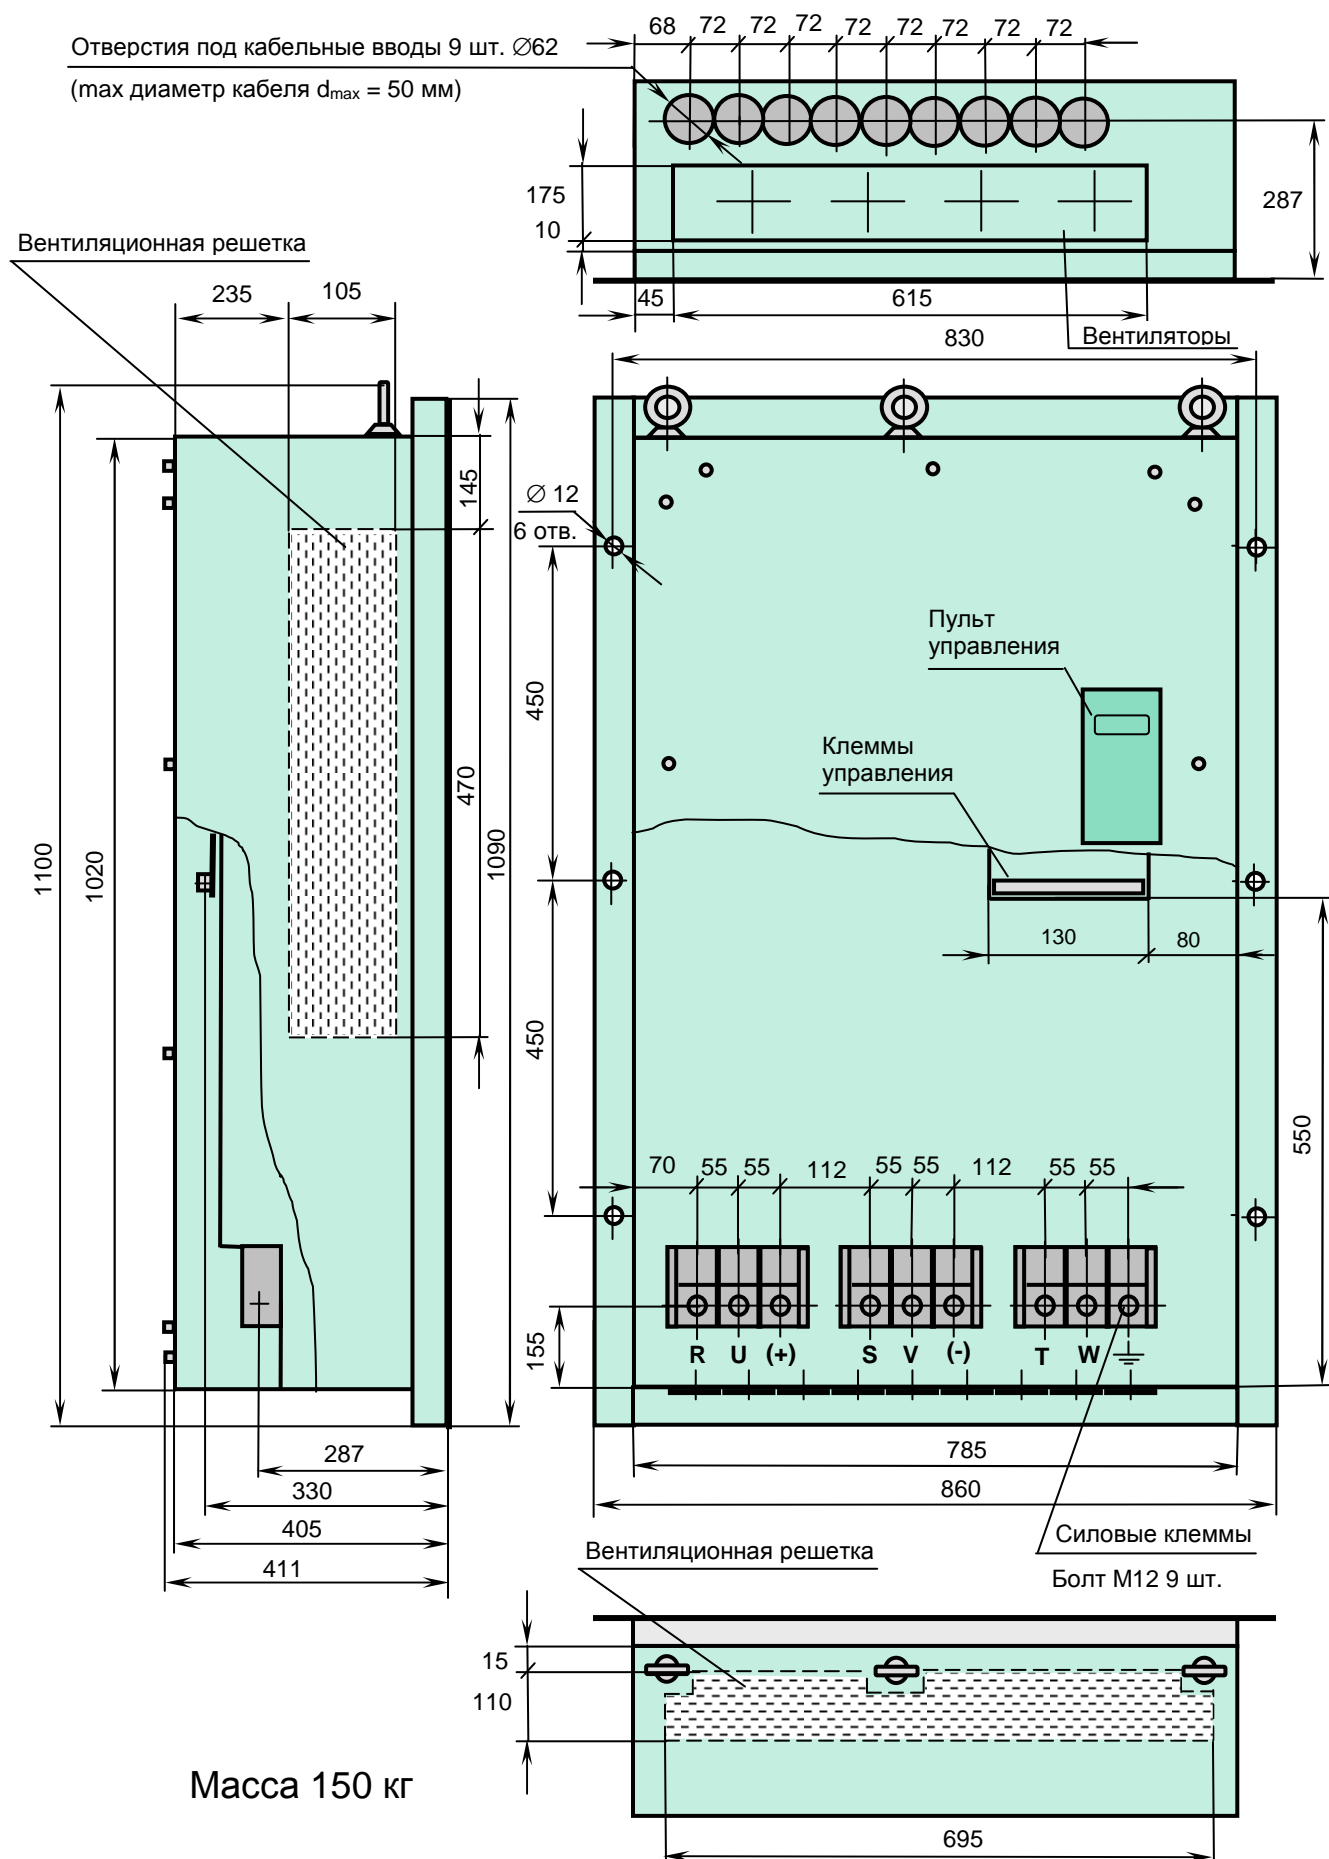 68 72 72 72 72 72 72 72 72
Отверстия под кабельные вводы 9 шт. ∅62
(max диаметр кабеля dmax = 50 мм)
175
10
287
Вентиляционная решетка
235
105
45
615
Вентиляторы
830
145
∅ 12
6 отв.
Пульт
управления
450
Клеммы
управления
470
1100
1020
1090
130
80
450
550
70 55 55 112 55 55 112 55 55
155
R U (+) S V (-) T W
287
785
330
860
405
Силовые клеммы
Вентиляционная решетка
411
Болт М12 9 шт.
15
110
Масса 150 кг
695